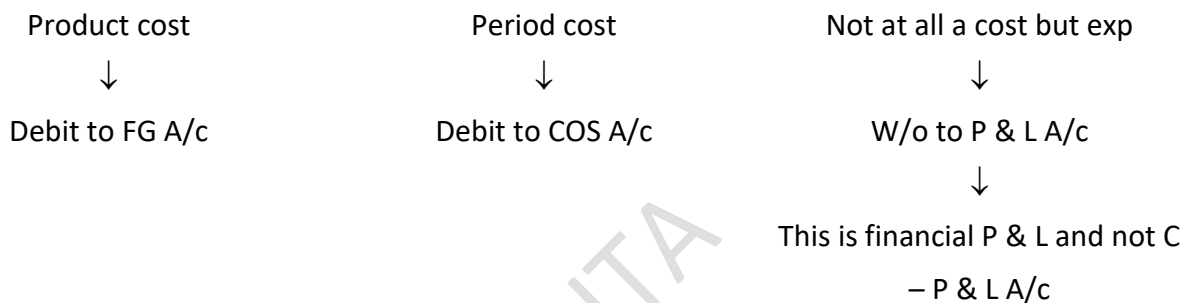 Product cost Period cost Not at all a cost but exp
↓ ↓ ↓
Debit to FG A/c Debit to COS A/c W/o to P & L A/c
↓
This is financial P & L and not C
– P & L A/c